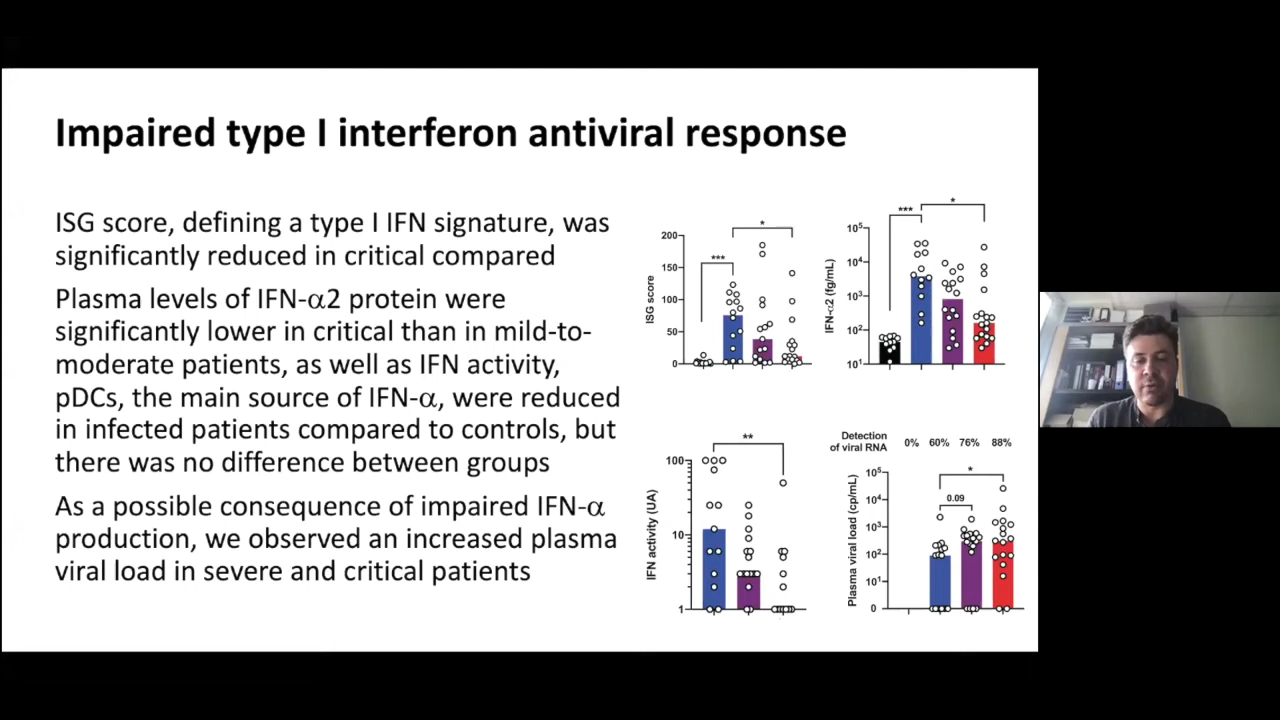 Impaired type I interferon antiviral response
ISG score, defining a type I IFN signature, was
significantly reduced in critical compared
Plasma levels of IFN-α2 protein were
significantly lower in critical than in mild-to-
moderate patients, as well as IFN activity,
pDCs, the main source of IFN-α, were reduced
in infected patients compared to controls, but
there was no difference between groups
As a possible consequence of impaired IFN-α
production, we observed an increased plasma
viral load in severe and critical patients
*
***
200
150
100
50
0
ISG score
*
***
10⁵
10⁴
10³
10²
10¹
IFN-α2 (fg/mL)
**
100
10
1
IFN activity (UA)
Detection
of viral RNA
0% 60% 76% 88%
*
0.09
10⁵
10⁴
10³
10²
10¹
0
Plasma viral load (cp/mL)